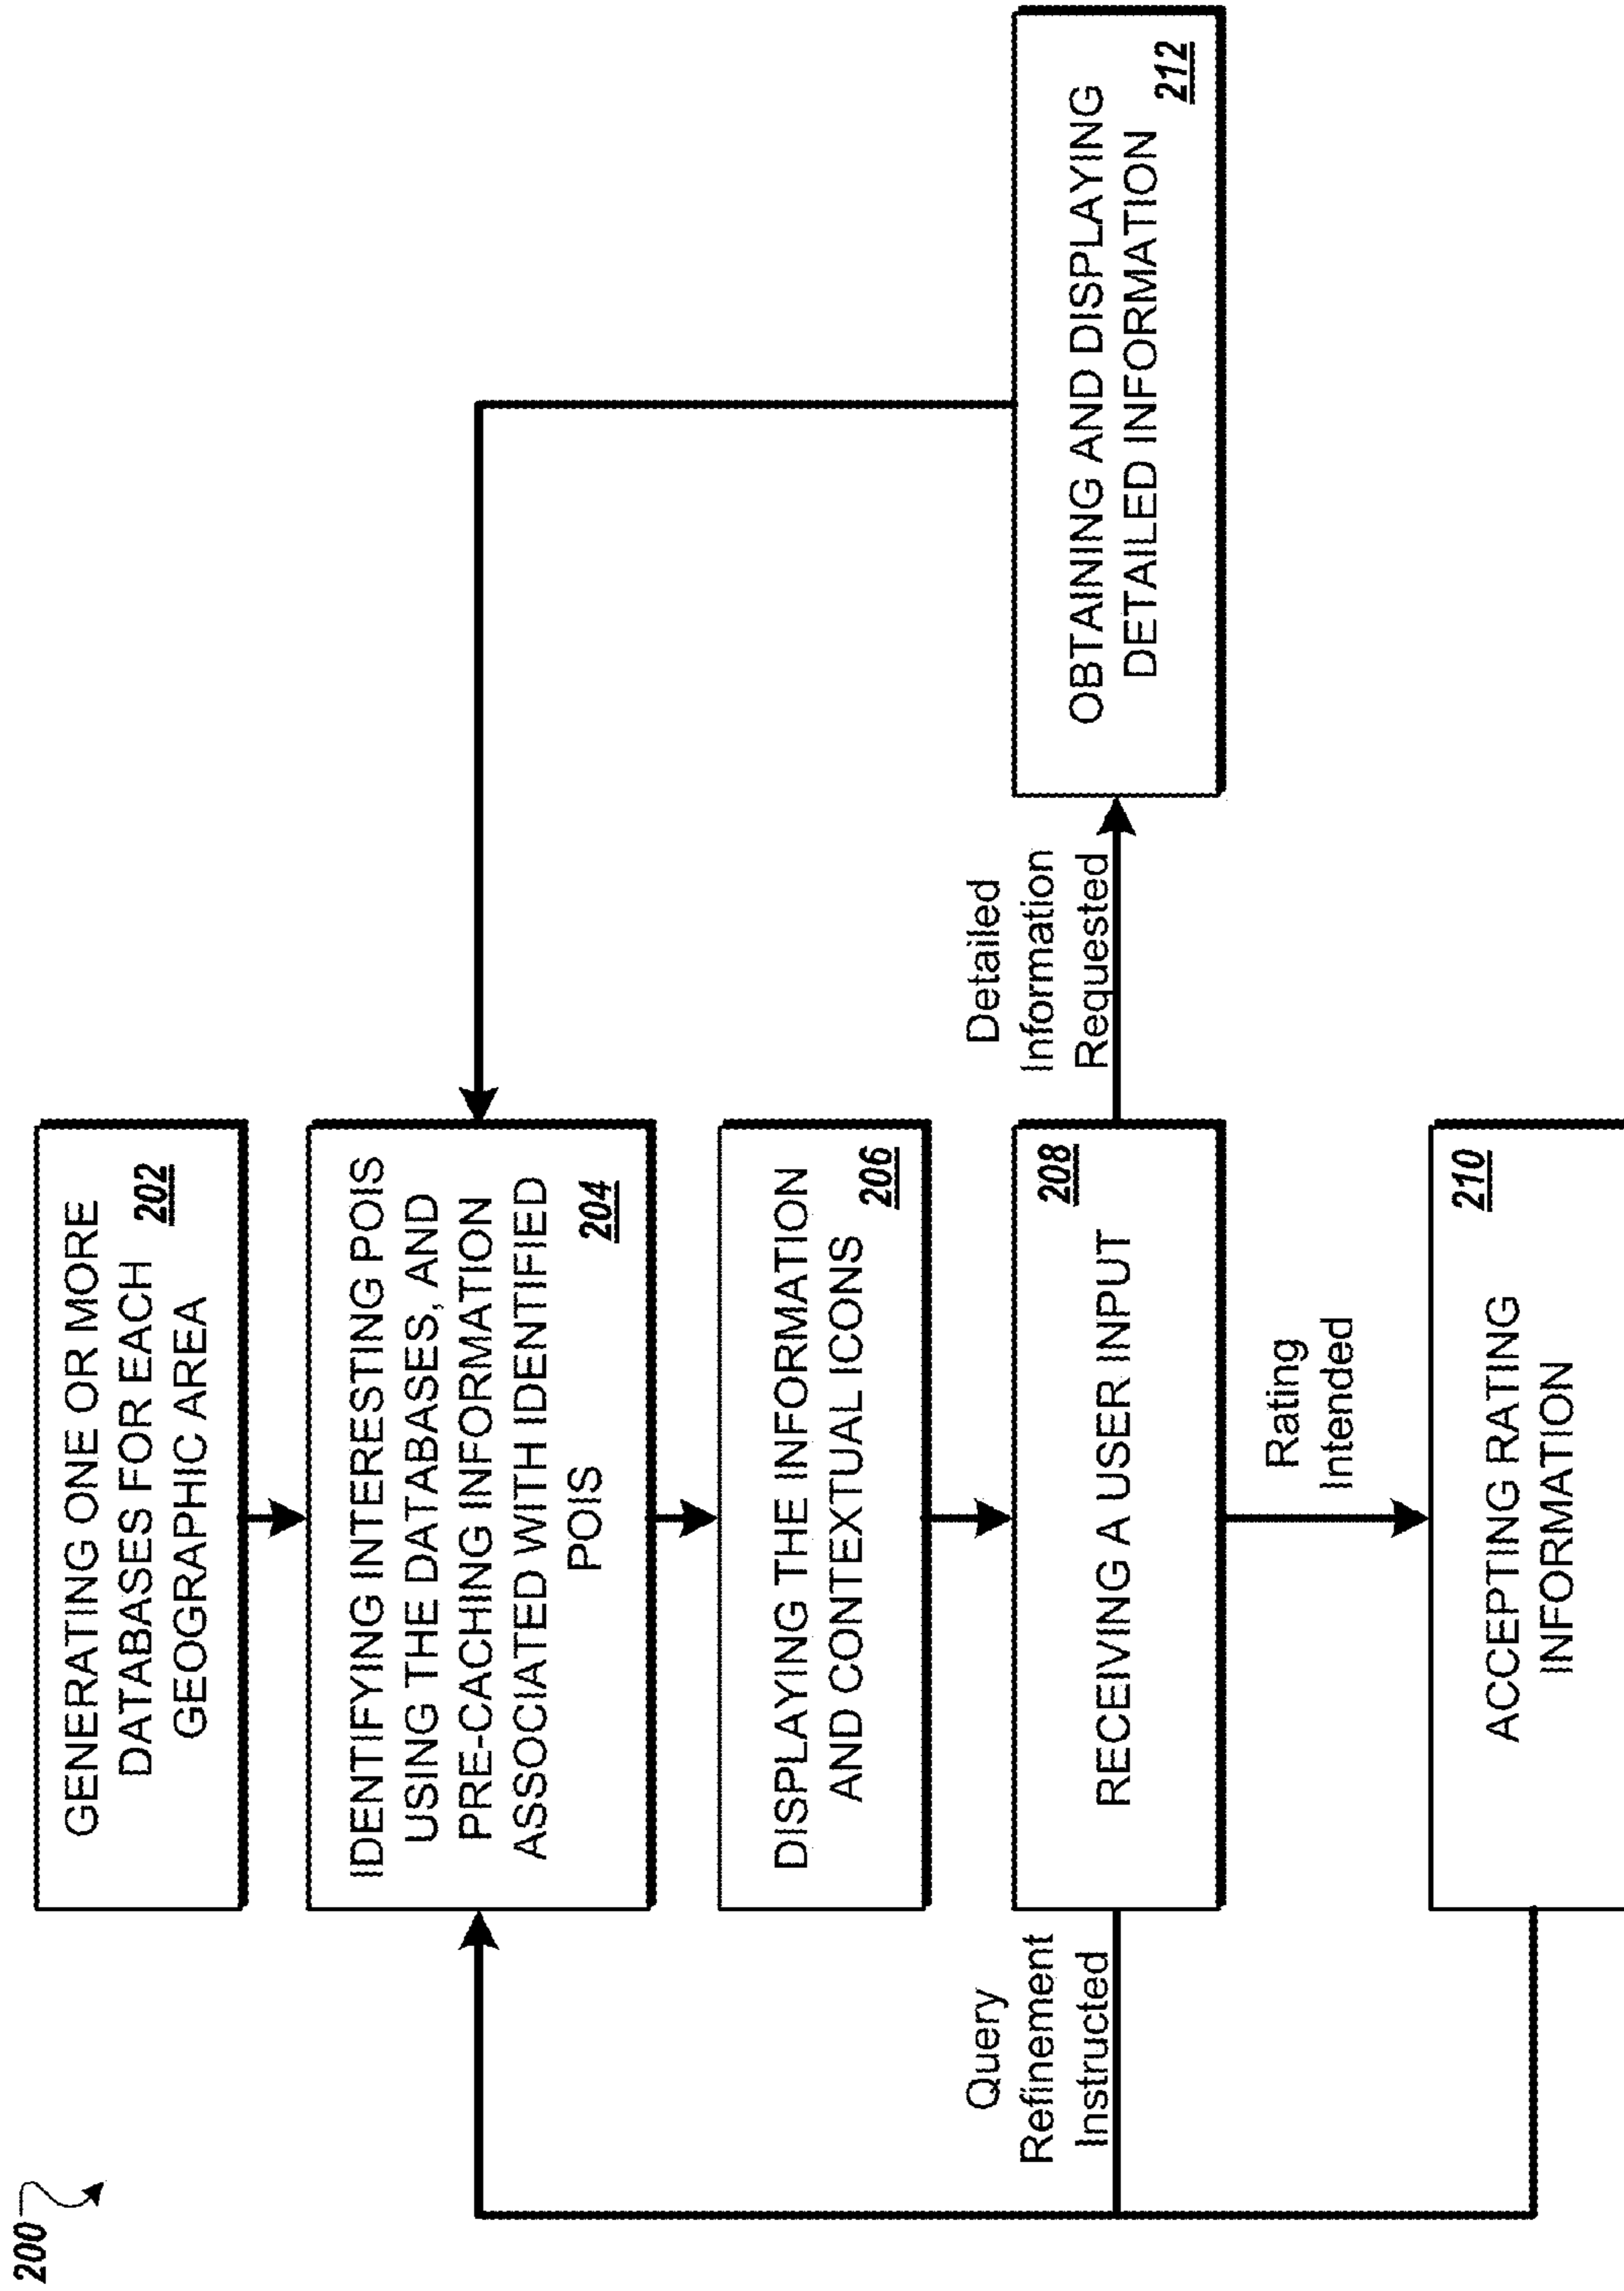 200
GENERATING ONE OR MORE
DATABASES FOR EACH
GEOGRAPHIC AREA
202
IDENTIFYING INTERESTING POIS
USING THE DATABASES, AND
PRE-CACHING INFORMATION
ASSOCIATED WITH IDENTIFIED
POIS
204
DISPLAYING THE INFORMATION
AND CONTEXTUAL ICONS
206
Query
Refinement
Instructed
RECEIVING A USER INPUT
208
Detailed
Information
Requested
OBTAINING AND DISPLAYING
DETAILED INFORMATION
212
Rating
Intended
ACCEPTING RATING
INFORMATION
210